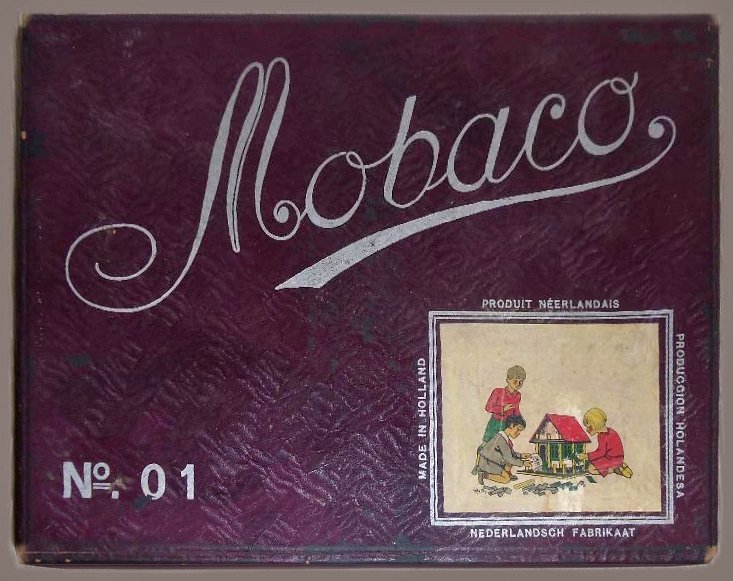 Mobaco
PRODUIT NÉERLANDAIS
MADE IN HOLLAND
PRODUCCION HOLANDESA
No. 01
NEDERLANDSCH FABRIKAAT